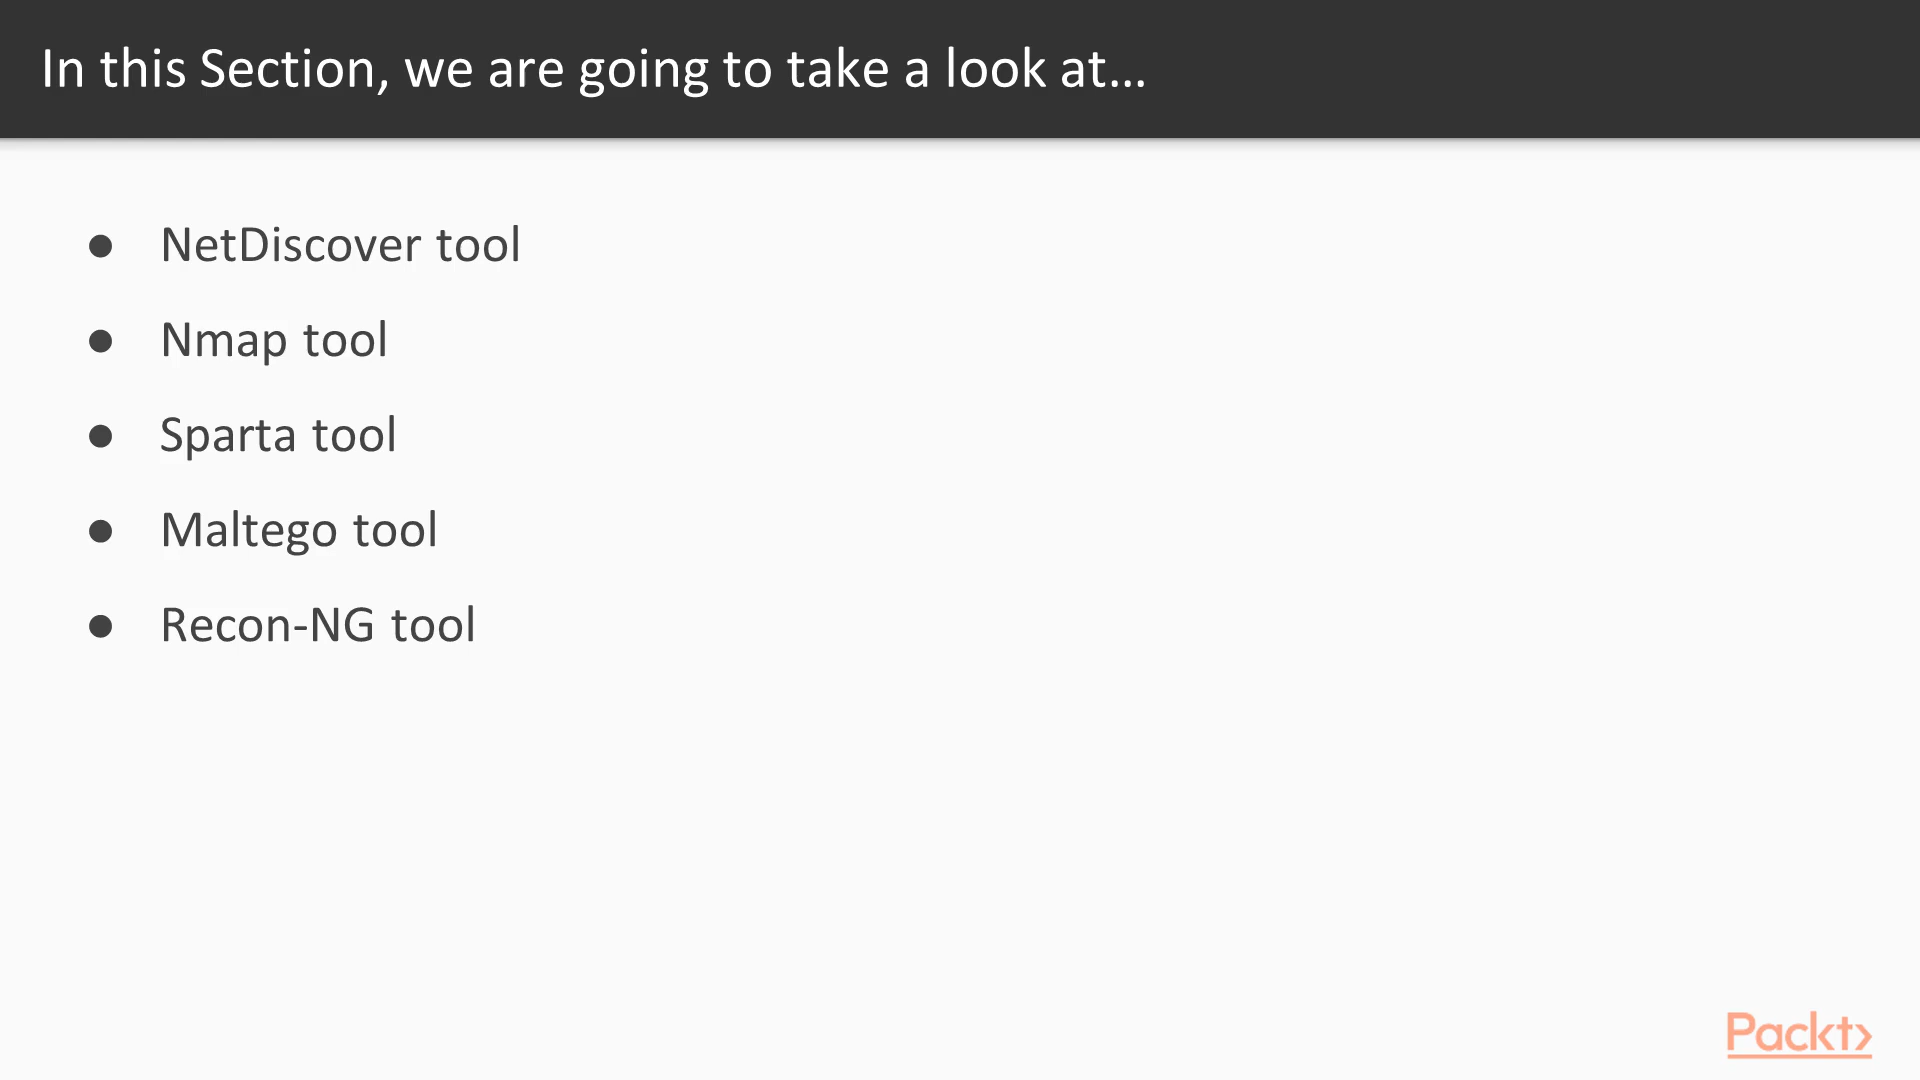 In this Section, we are going to take a look at...
● NetDiscover tool
● Nmap tool
● Sparta tool
● Maltego tool
● Recon-NG tool
Packt>